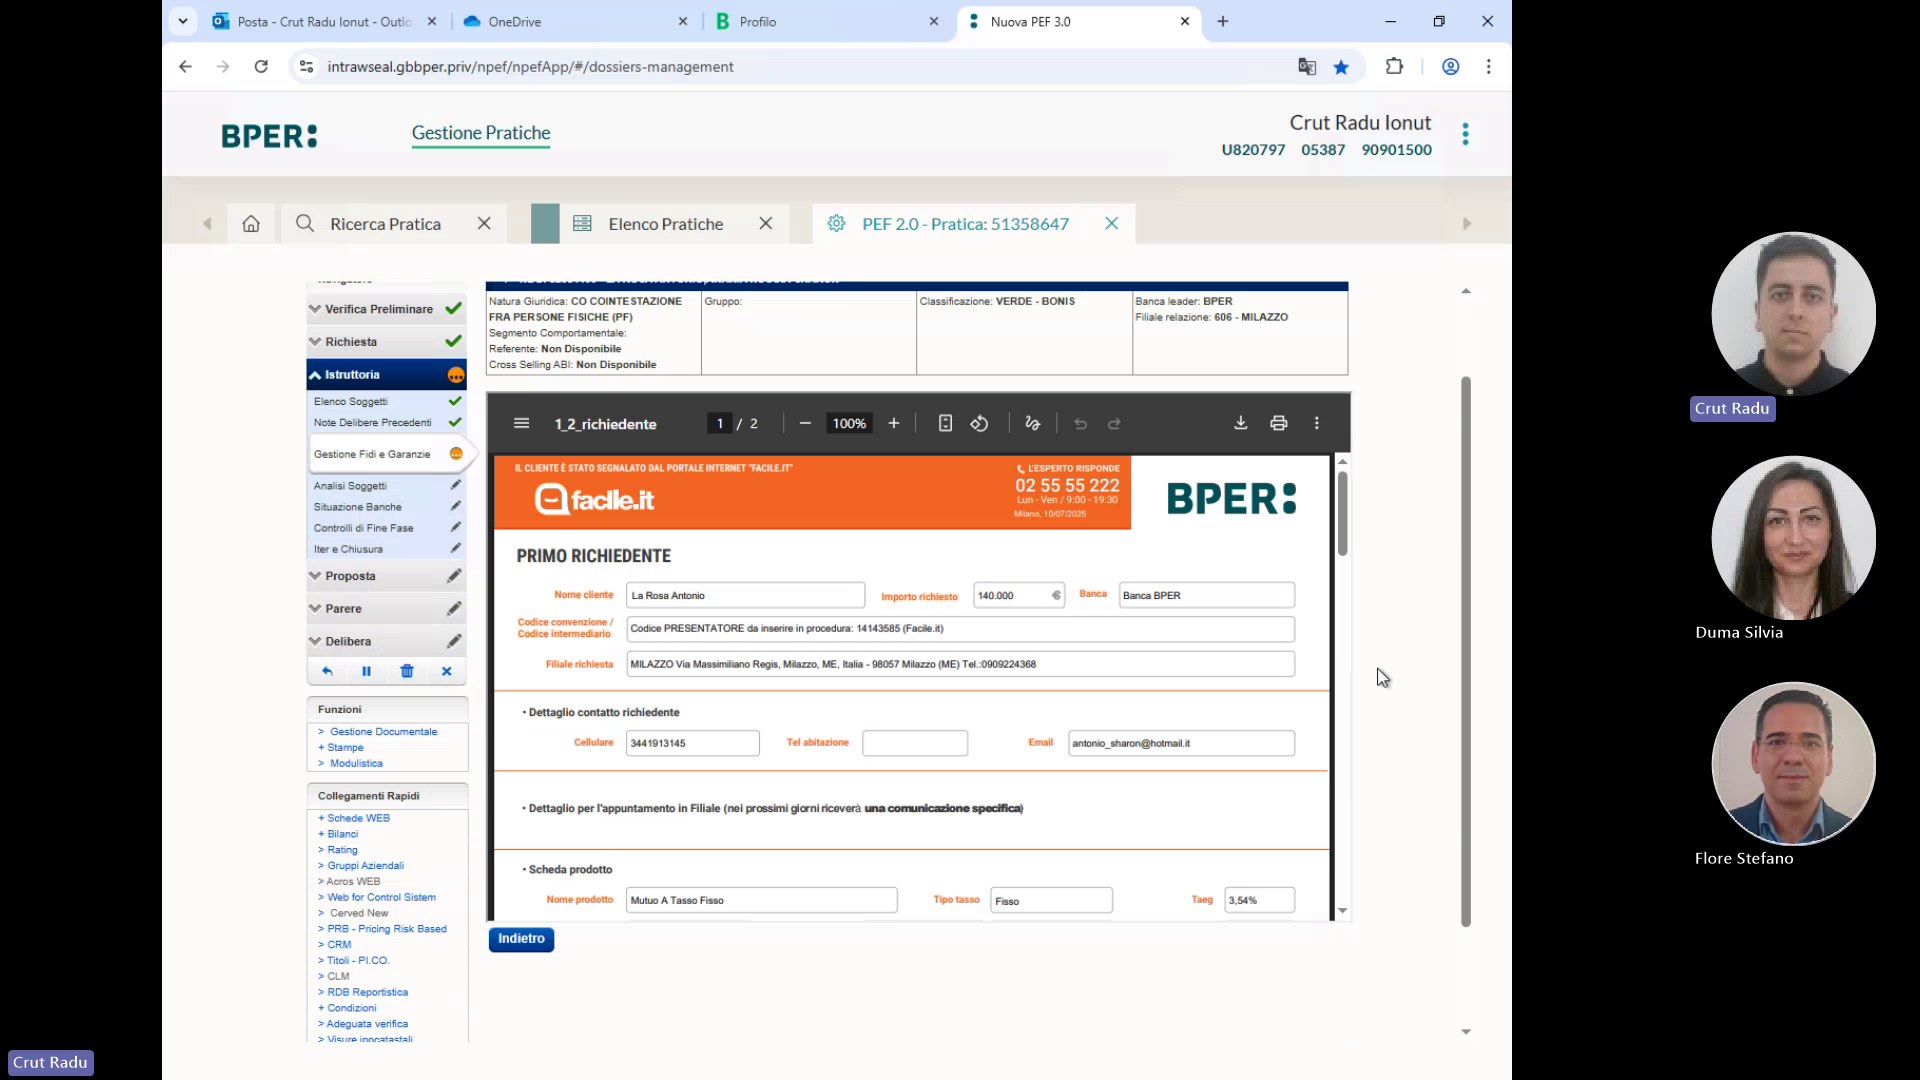 Posta - Crut Radu Ionut - Outlo
OneDrive
Profilo
Nuova PEF 3.0
intrawseal.gbbper.priv/npef/npefApp/#/dossiers-management
BPER:
Gestione Pratiche
Crut Radu Ionut
U820797 05387 90901500
Ricerca Pratica
Elenco Pratiche
PEF 2.0 - Pratica: 51358647
Verifica Preliminare
Richiesta
Istruttoria
Elenco Soggetti
Note Delibere Precedenti
Gestione Fidi e Garanzie
Analisi Soggetti
Situazione Banche
Controlli di Fine Fase
Iter e Chiusura
Proposta
Parere
Delibera
Funzioni
> Gestione Documentale
+ Stampe
> Modulistica
Collegamenti Rapidi
+ Schede WEB
+ Bilanci
> Rating
> Gruppi Aziendali
> Acros WEB
> Web for Control Sistem
> Cerved New
> PRB - Pricing Risk Based
> CRM
> Titoli - PI.CO.
> CLM
> RDB Reportistica
+ Condizioni
> Adeguata verifica
> Visure ipocatastali
Natura Giuridica: CO COINTESTAZIONE
FRA PERSONE FISICHE (PF)
Segmento Comportamentale:
Referente: Non Disponibile
Cross Selling ABI: Non Disponibile
Gruppo:
Classificazione: VERDE - BONIS
Banca leader: BPER
Filiale relazione: 606 - MILAZZO
1_2_richiedente
1 / 2
100%
IL CLIENTE È STATO SEGNALATO DAL PORTALE INTERNET "FACILE.IT"
facile.it
L'ESPERTO RISPONDE
02 55 55 222
Lun - Ven / 9:00 - 19:30
Milano, 10/07/2025
BPER:
PRIMO RICHIEDENTE
Nome cliente La Rosa Antonio Importo richiesto 140.000 € Banca Banca BPER
Codice convenzione /
Codice intermediario Codice PRESENTATORE da inserire in procedura: 14143585 (Facile.it)
Filiale richiesta MILAZZO Via Massimiliano Regis, Milazzo, ME, Italia - 98057 Milazzo (ME) Tel.:0909224368
• Dettaglio contatto richiedente
Cellulare 3441913145 Tel abitazione Email antonio_sharon@hotmail.it
• Dettaglio per l'appuntamento in Filiale (nei prossimi giorni riceverà una comunicazione specifica)
• Scheda prodotto
Nome prodotto Mutuo A Tasso Fisso Tipo tasso Fisso Taeg 3,54%
Indietro
Crut Radu
Duma Silvia
Flore Stefano
Crut Radu